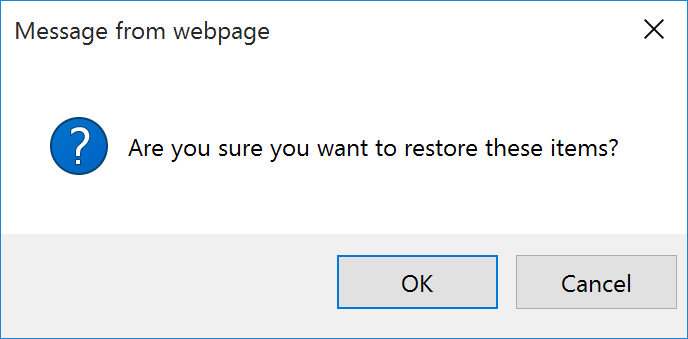 Message from webpage
?
Are you sure you want to restore these items?
OK
Cancel